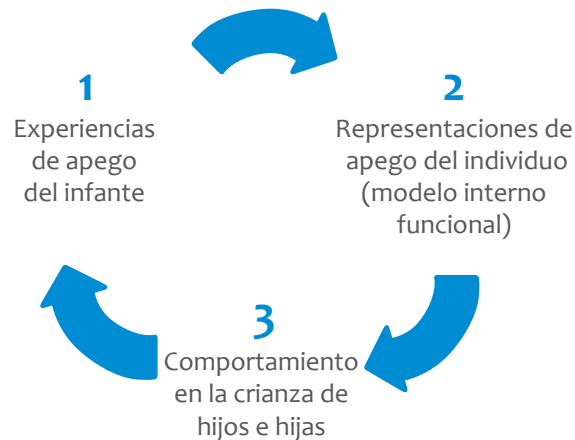 1
Experiencias
de apego
del infante
2
Representaciones de
apego del individuo
(modelo interno
funcional)
3
Comportamiento
en la crianza de
hijos e hijas